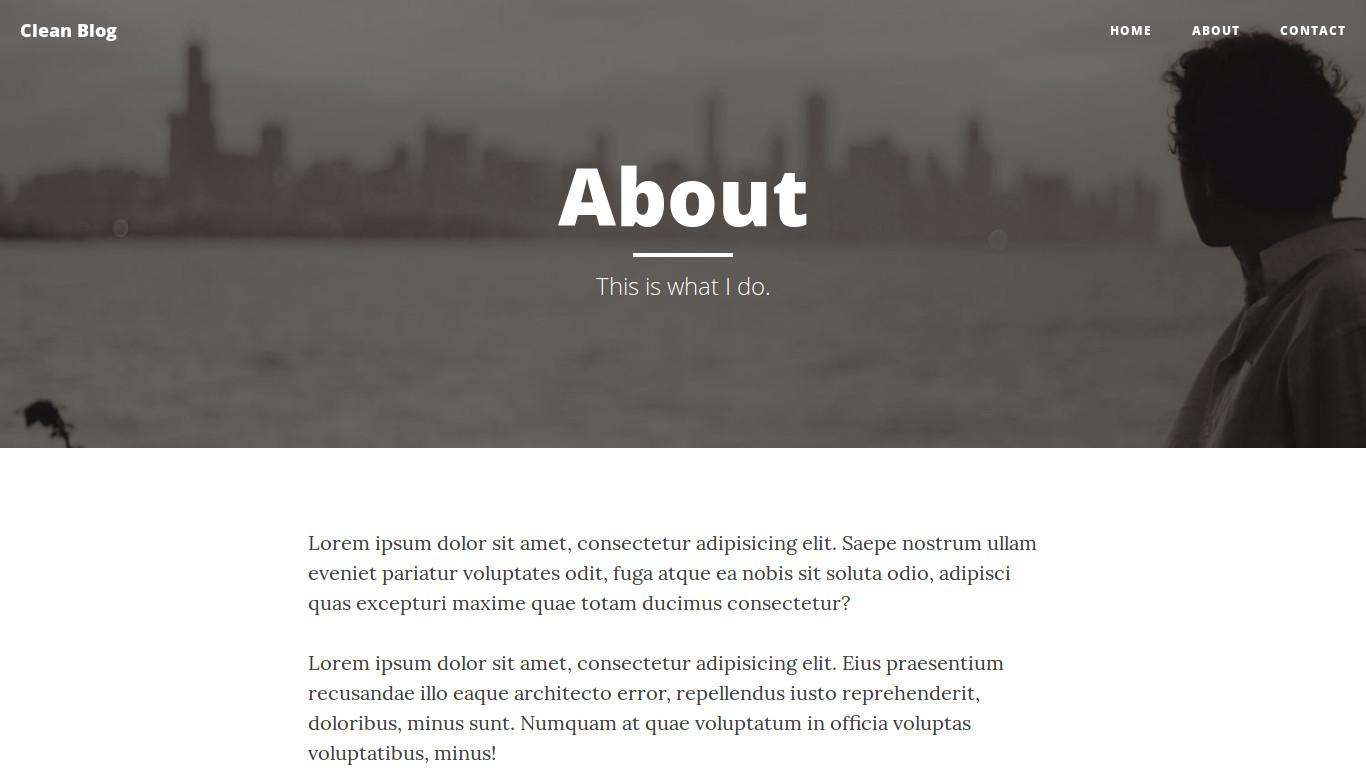 Clean Blog
HOME ABOUT CONTACT
About
This is what I do.
Lorem ipsum dolor sit amet, consectetur adipisicing elit. Saepe nostrum ullam
eveniet pariatur voluptates odit, fuga atque ea nobis sit soluta odio, adipisci
quas excepturi maxime quae totam ducimus consectetur?
Lorem ipsum dolor sit amet, consectetur adipisicing elit. Eius praesentium
recusandae illo eaque architecto error, repellendus iusto reprehenderit,
doloribus, minus sunt. Numquam at quae voluptatum in officia voluptas
voluptatibus, minus!